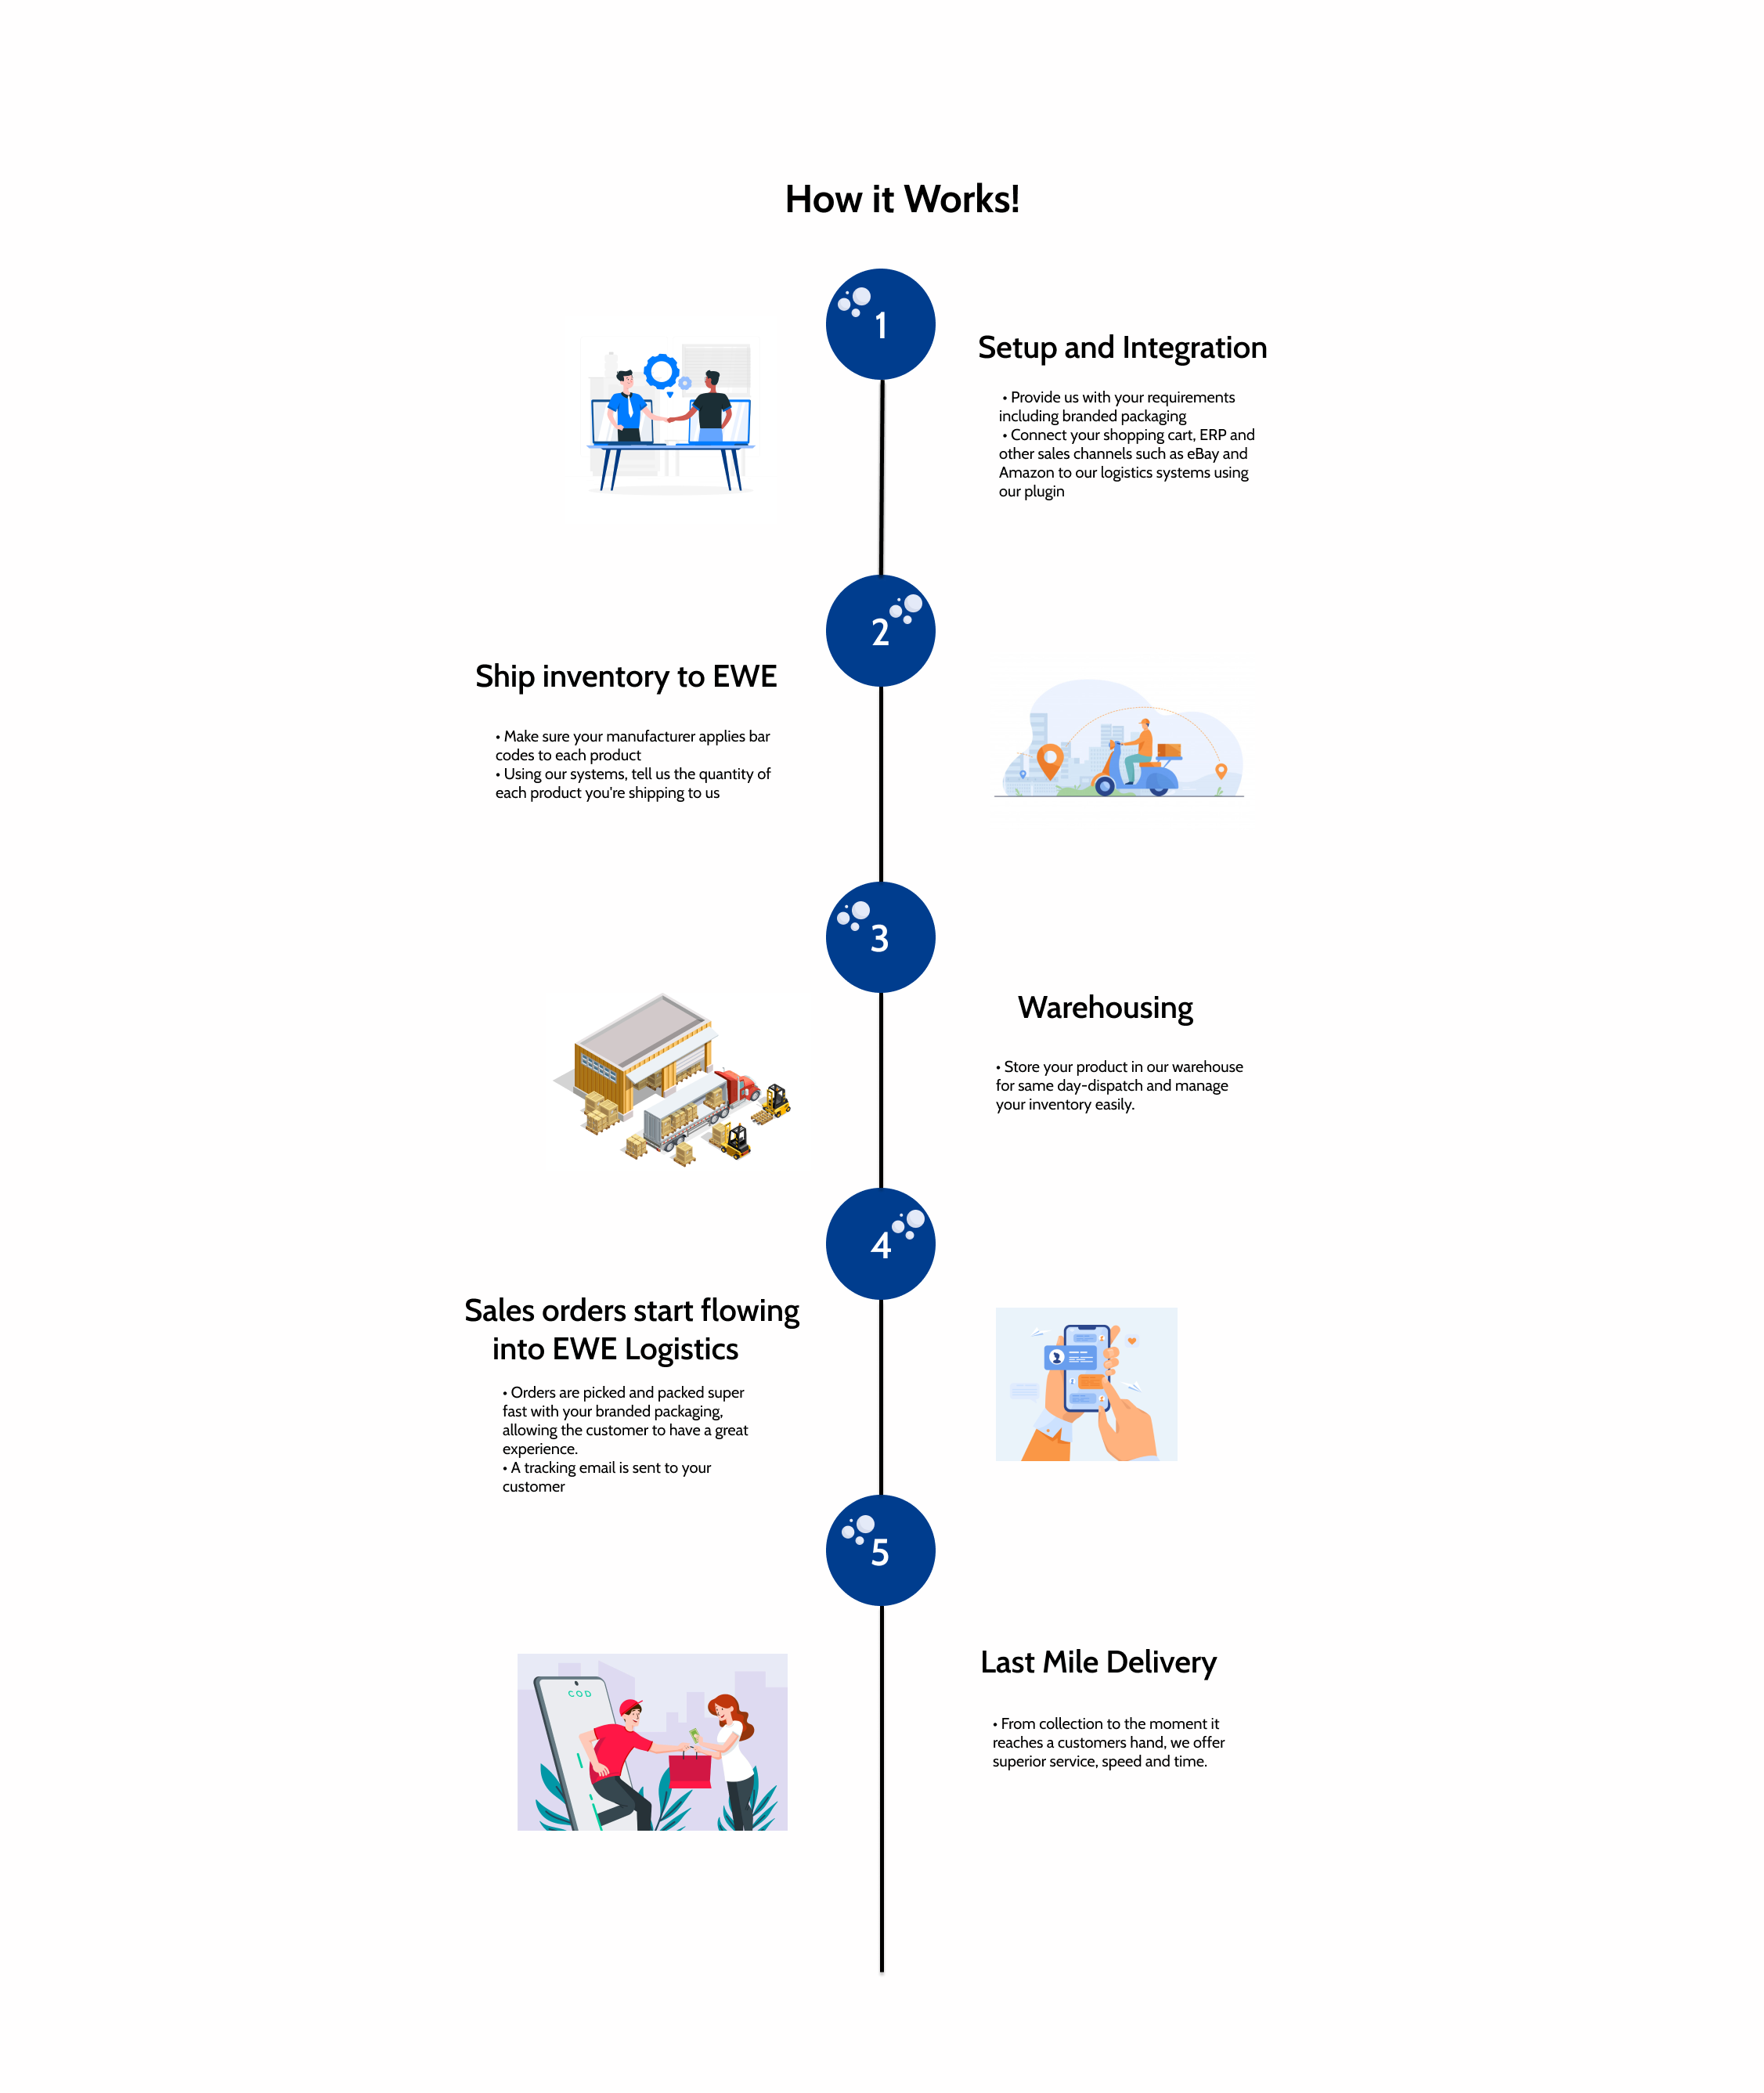 How it Works!
1
Setup and Integration
• Provide us with your requirements
including branded packaging
• Connect your shopping cart, ERP and
other sales channels such as eBay and
Amazon to our logistics systems using
our plugin
2
Ship inventory to EWE
• Make sure your manufacturer applies bar
codes to each product
• Using our systems, tell us the quantity of
each product you're shipping to us
3
Warehousing
• Store your product in our warehouse
for same day-dispatch and manage
your inventory easily.
4
Sales orders start flowing
into EWE Logistics
• Orders are picked and packed super
fast with your branded packaging,
allowing the customer to have a great
experience.
• A tracking email is sent to your
customer
5
COD
Last Mile Delivery
• From collection to the moment it
reaches a customers hand, we offer
superior service, speed and time.